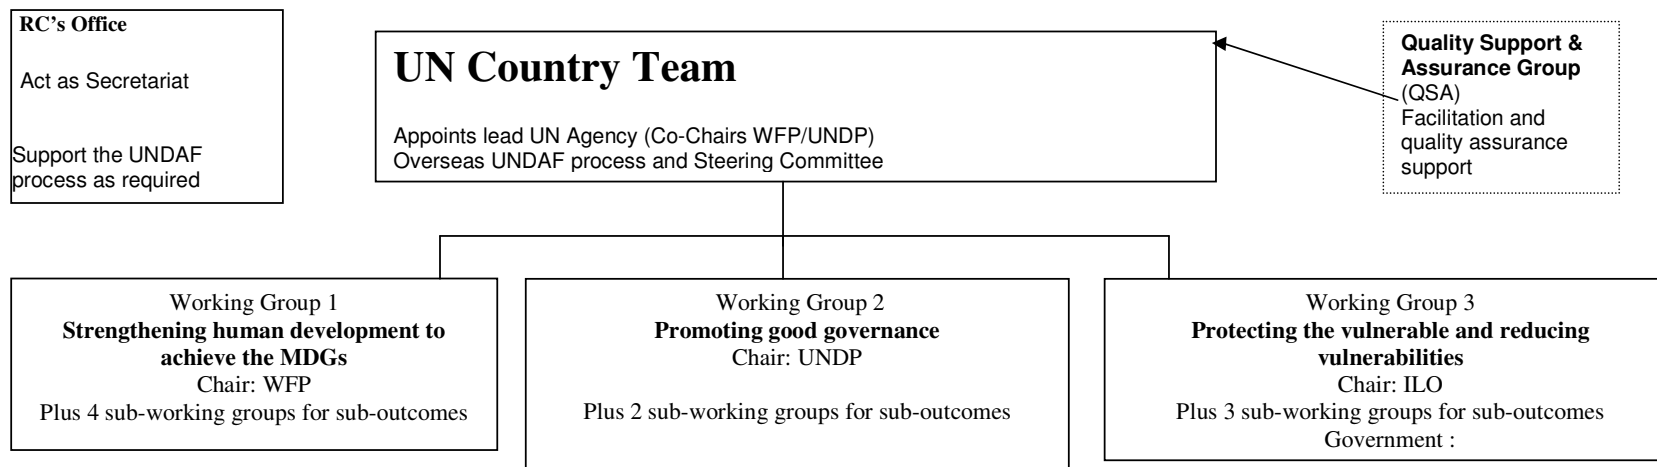 RC's Office
Act as Secretariat
Support the UNDAF
process as required
UN Country Team
Appoints lead UN Agency (Co-Chairs WFP/UNDP)
Overseas UNDAF process and Steering Committee
Quality Support &
Assurance Group
(QSA)
Facilitation and
quality assurance
support
Working Group 1
Strengthening human development to
achieve the MDGs
Chair: WFP
Plus 4 sub-working groups for sub-outcomes
Working Group 2
Promoting good governance
Chair: UNDP
Plus 2 sub-working groups for sub-outcomes
Working Group 3
Protecting the vulnerable and reducing
vulnerabilities
Chair: ILO
Plus 3 sub-working groups for sub-outcomes
Government :